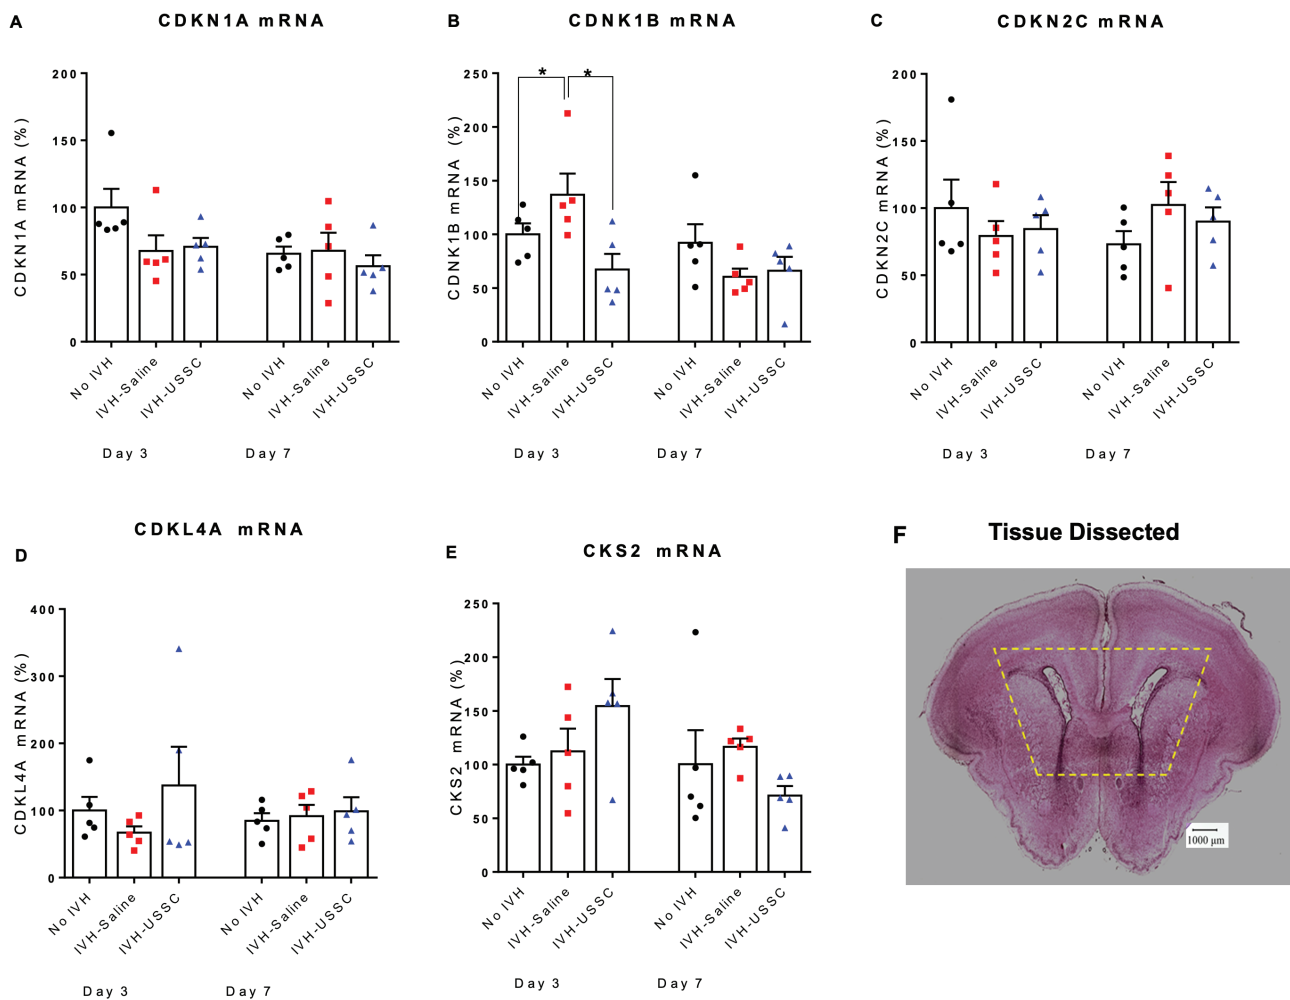 A
CDKN1A mRNA
CDKN1A mRNA (%)
200
150
100
50
0
No IVH
IVH-Saline
IVH-USSC
No IVH
IVH-Saline
IVH-USSC
Day 3
Day 7
B
CDNK1B mRNA
CDNK1B mRNA (%)
250
200
150
100
50
0
*
*
No IVH
IVH-Saline
IVH-USSC
No IVH
IVH-Saline
IVH-USSC
Day 3
Day 7
C
CDKN2C mRNA
CDKN2C mRNA (%)
200
150
100
50
0
No IVH
IVH-Saline
IVH-USSC
No IVH
IVH-Saline
IVH-USSC
Day 3
Day 7
D
CDKL4A mRNA
CDKL4A mRNA (%)
400
300
200
100
0
No IVH
IVH-Saline
IVH-USSC
No IVH
IVH-Saline
IVH-USSC
Day 3
Day 7
E
CKS2 mRNA
CKS2 mRNA (%)
250
200
150
100
50
0
No IVH
IVH-Saline
IVH-USSC
No IVH
IVH-Saline
IVH-USSC
Day 3
Day 7
F
Tissue Dissected
1000 µm